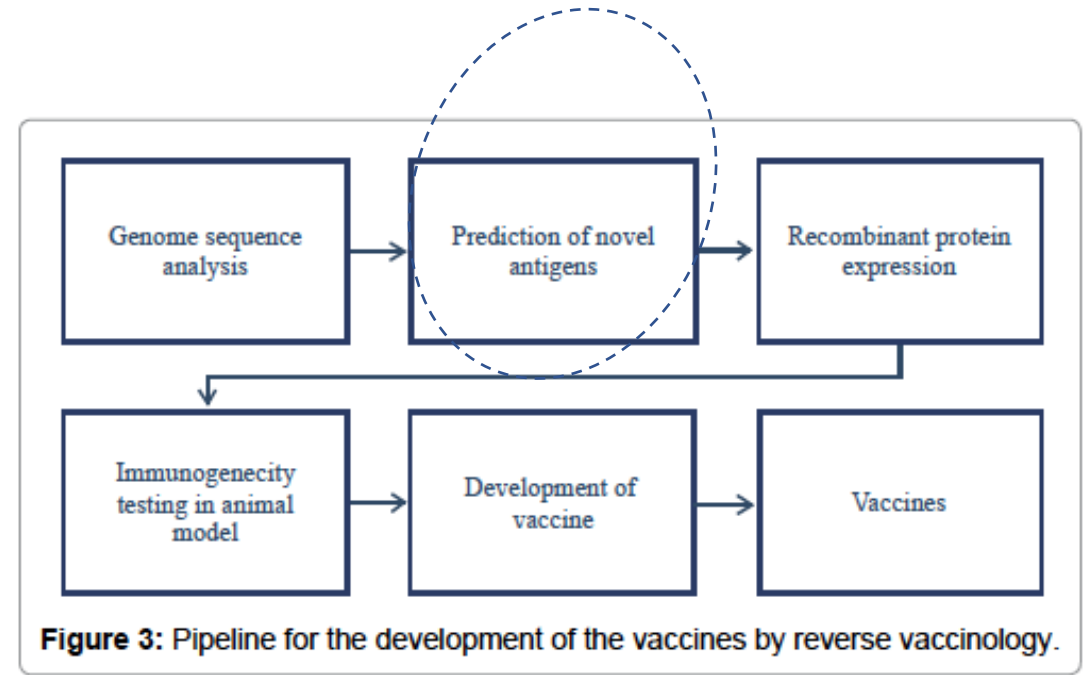 Genome sequence
analysis
Prediction of novel
antigens
Recombinant protein
expression
Immunogenecity
testing in animal
model
Development of
vaccine
Vaccines
Figure 3: Pipeline for the development of the vaccines by reverse vaccinology.